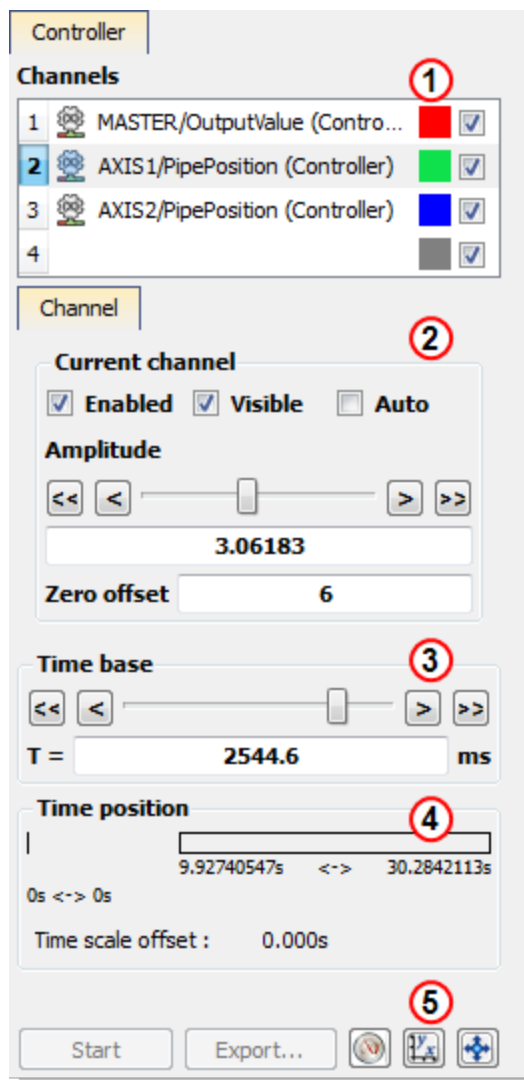 Controller
Channels 1
1 MASTER/OutputValue (Contro...
2 AXIS1/PipePosition (Controller)
3 AXIS2/PipePosition (Controller)
4
Channel
2
Current channel
Enabled Visible Auto
Amplitude
<< < > >>
3.06183
Zero offset 6
Time base 3
<< < > >>
T = 2544.6 ms
Time position 4
9.92740547s <-> 30.2842113s
0s <-> 0s
Time scale offset : 0.000s
5
Start Export... y x